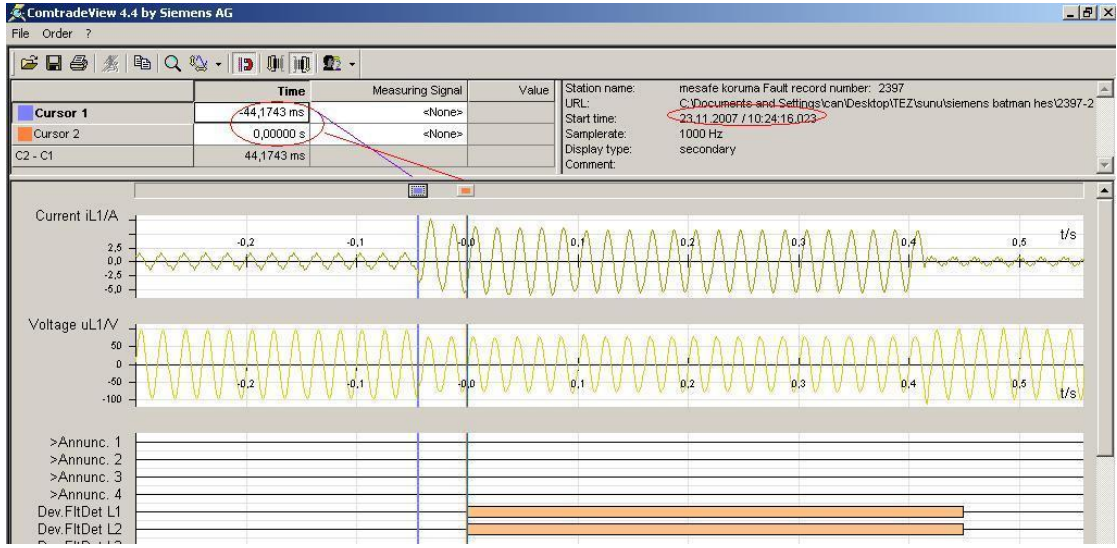 ComtradeView 4.4 by Siemens AG
File Order ?
Time Measuring Signal Value
Cursor 1 -44,1743 ms <None>
Cursor 2 0,00000 s <None>
C2 - C1 44,1743 ms
Station name: mesafe koruma Fault record number: 2397
URL: C:\Documents and Settings\can\Desktop\TEZ\sunu\siemens batman hes\2397-2
Start time: 23.11.2007 / 10:24:16.023
Samplerate: 1000 Hz
Display type: secondary
Comment:
Current iL1/A
2,5
0,0
-2,5
-5,0
-0,2 -0,1 -0,0 0,1 0,2 0,3 0,4 0,5 t/s
Voltage uL1/V
50
0
-50
-100
-0,2 -0,1 -0,0 0,1 0,2 0,3 0,4 0,5 t/s
>Annunc. 1
>Annunc. 2
>Annunc. 3
>Annunc. 4
Dev.FltDet L1
Dev.FltDet L2